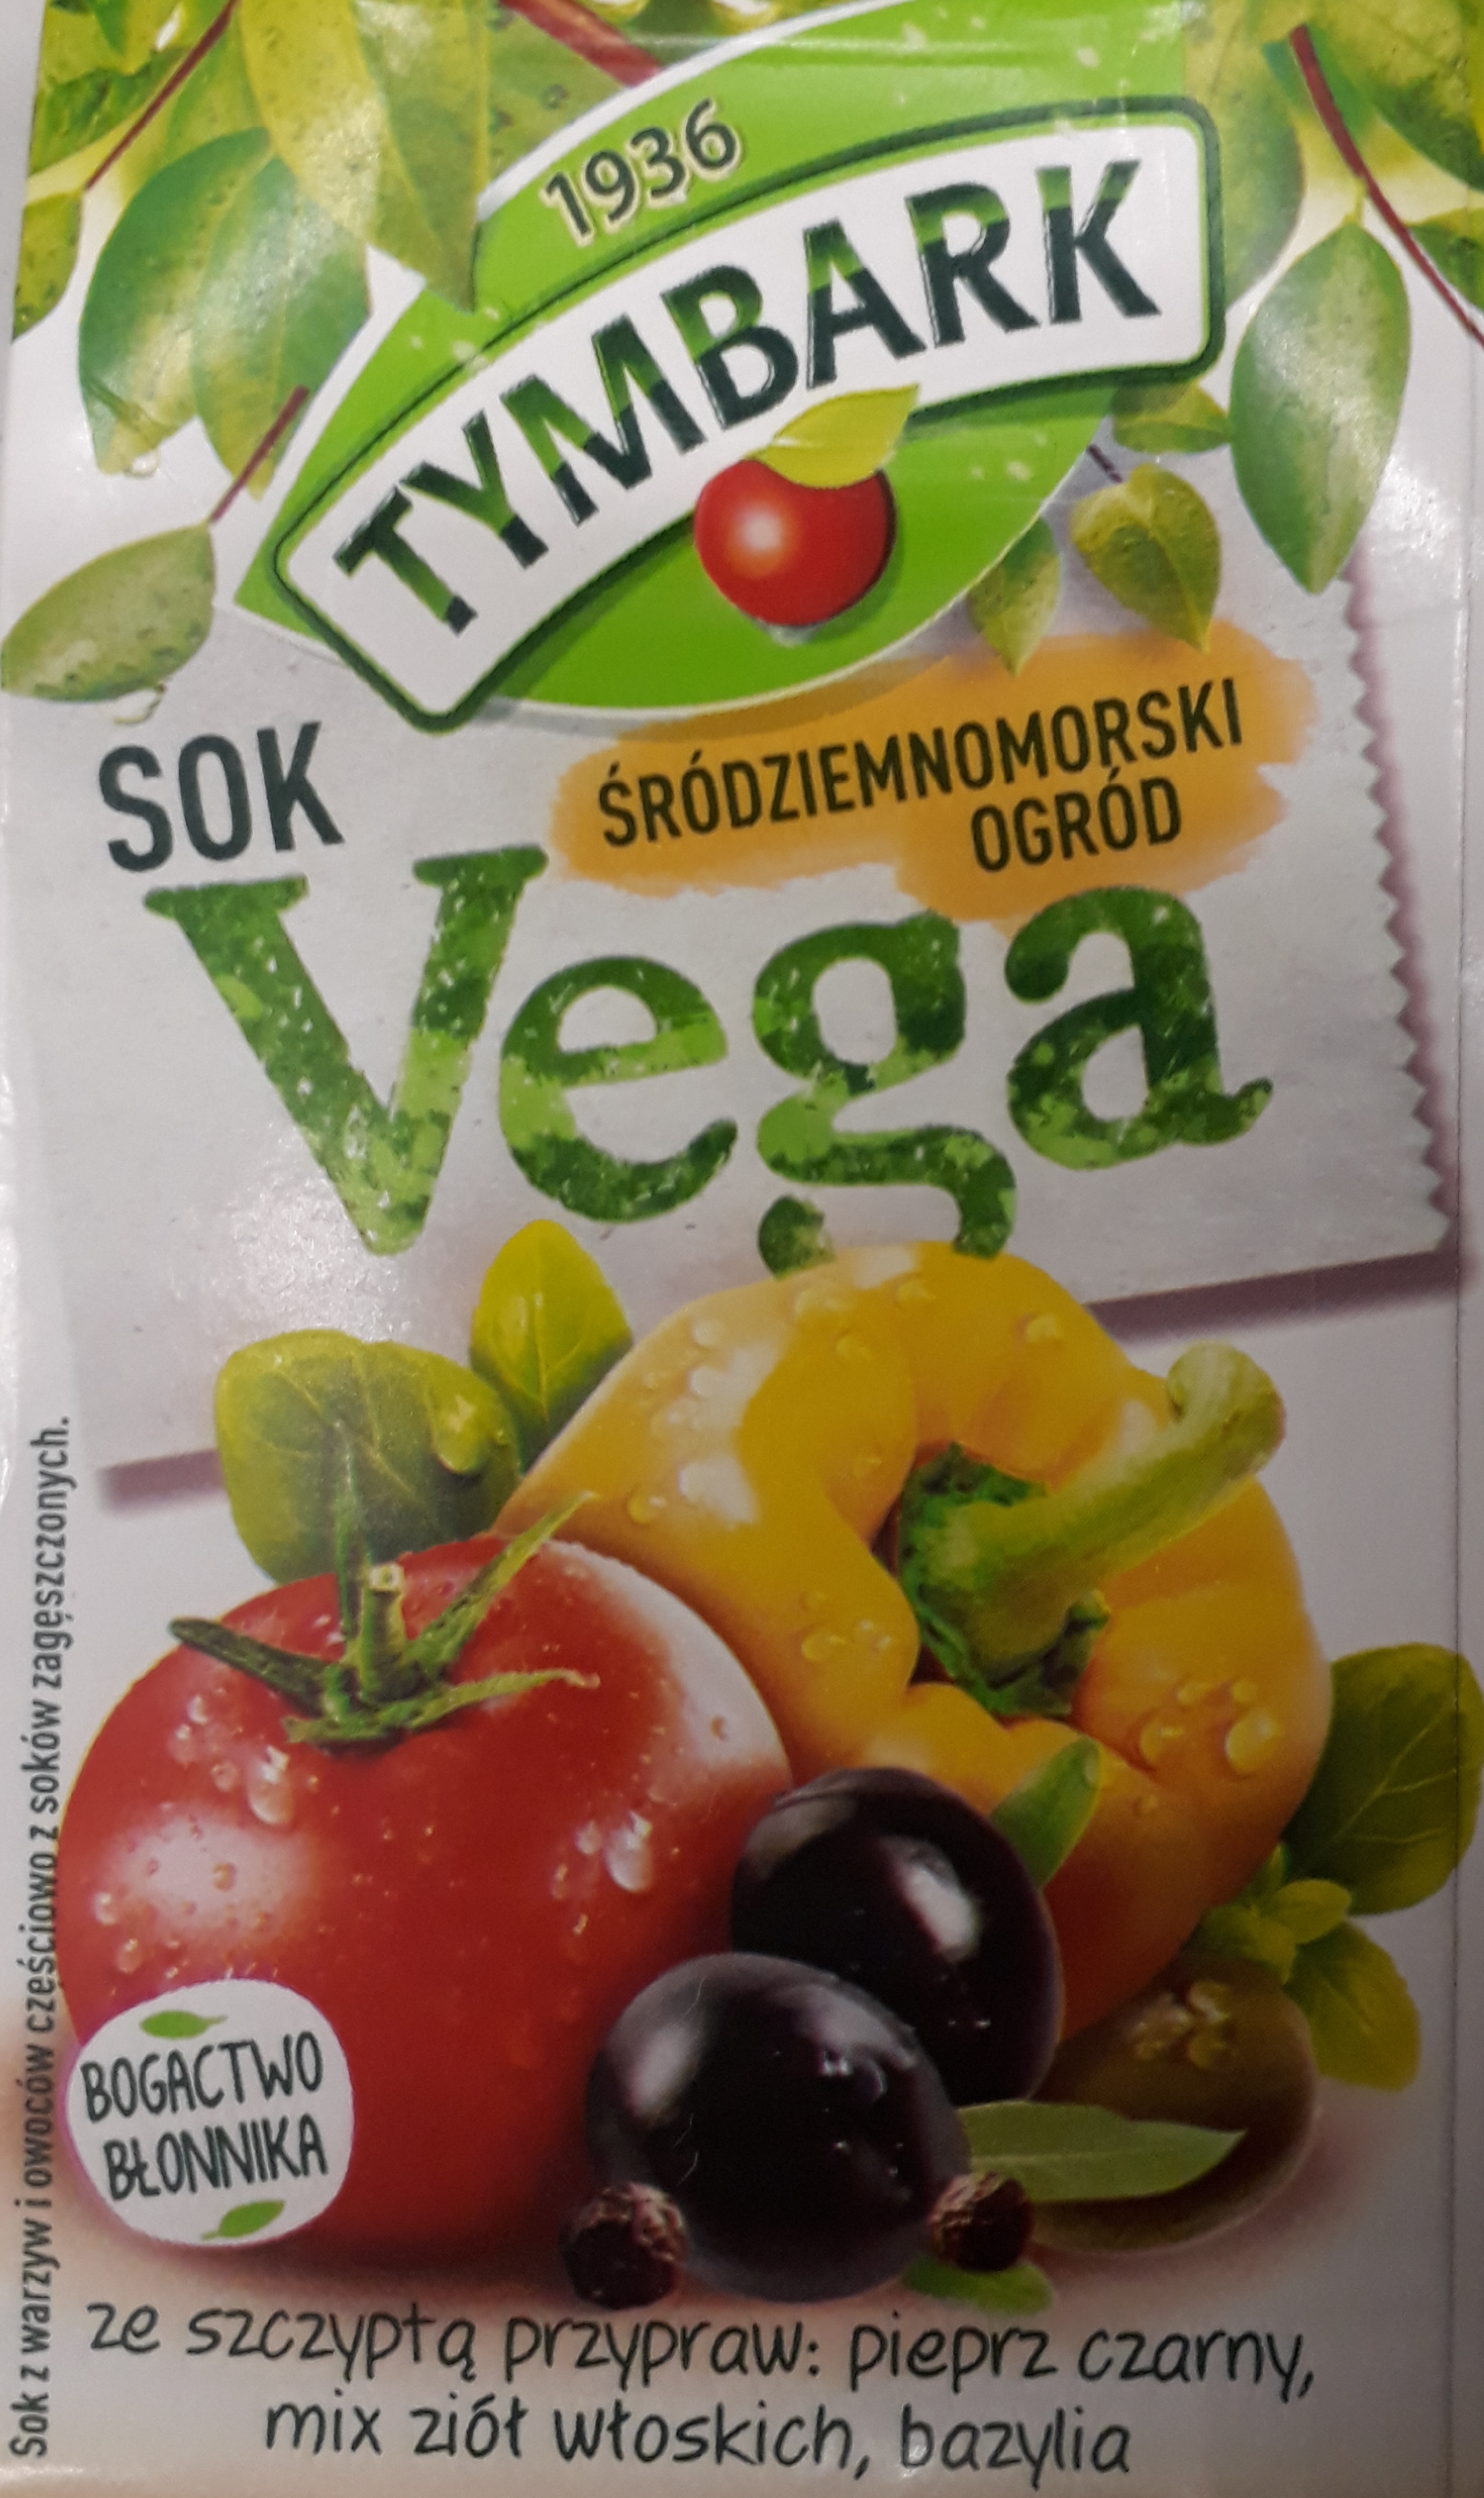 1936
TYMBARK
SOK
ŚRÓDZIEMNOMORSKI
OGRÓD
Vega
BOGACTWO
BŁONNIKA
ze szczyptą przypraw: pieprz czarny,
mix ziół włoskich, bazylia
Sok z warzyw i owoców częściowo z soków zagęszczonych.